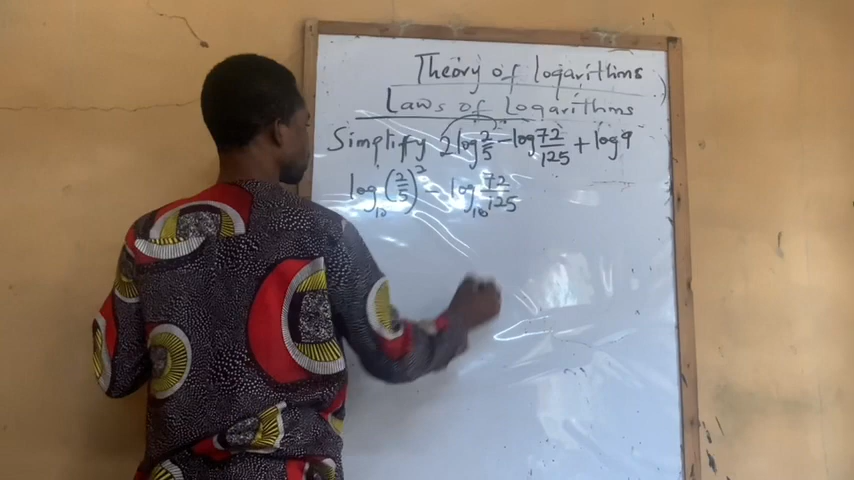 Theory of logarithms
Laws of Logarithms
Simplify 2log 2/5 - log 72/125 + log 9
log₁₀ (2/5)² - log₁₀ 72/125